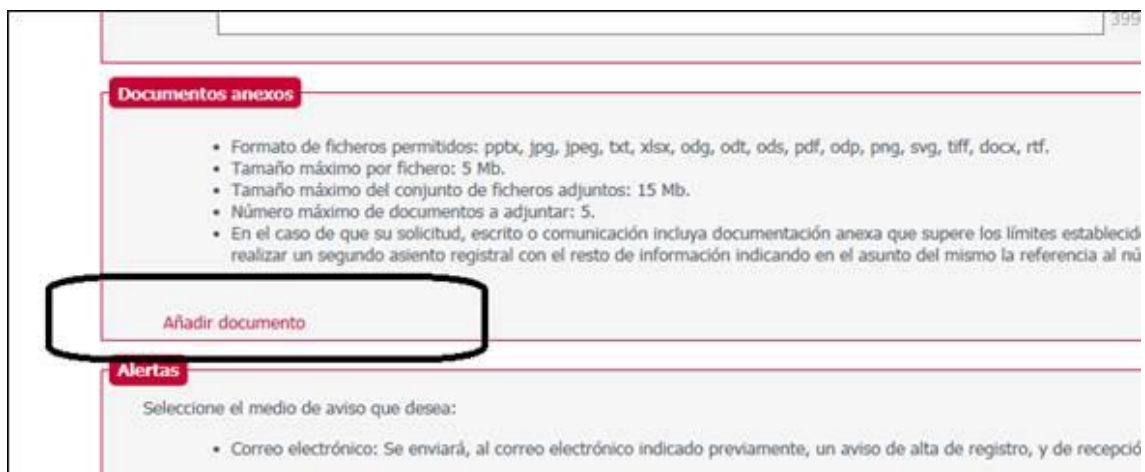 Documentos anexos
• Formato de ficheros permitidos: pptx, jpg, jpeg, txt, xlsx, odg, odt, ods, pdf, odp, png, svg, tiff, docx, rtf.
• Tamaño máximo por fichero: 5 Mb.
• Tamaño máximo del conjunto de ficheros adjuntos: 15 Mb.
• Número máximo de documentos a adjuntar: 5.
• En el caso de que su solicitud, escrito o comunicación incluya documentación anexa que supere los límites establecid
realizar un segundo asiento registral con el resto de información indicando en el asunto del mismo la referencia al nú
Añadir documento
Alertas
Seleccione el medio de aviso que desea:
• Correo electrónico: Se enviará, al correo electrónico indicado previamente, un aviso de alta de registro, y de recepció